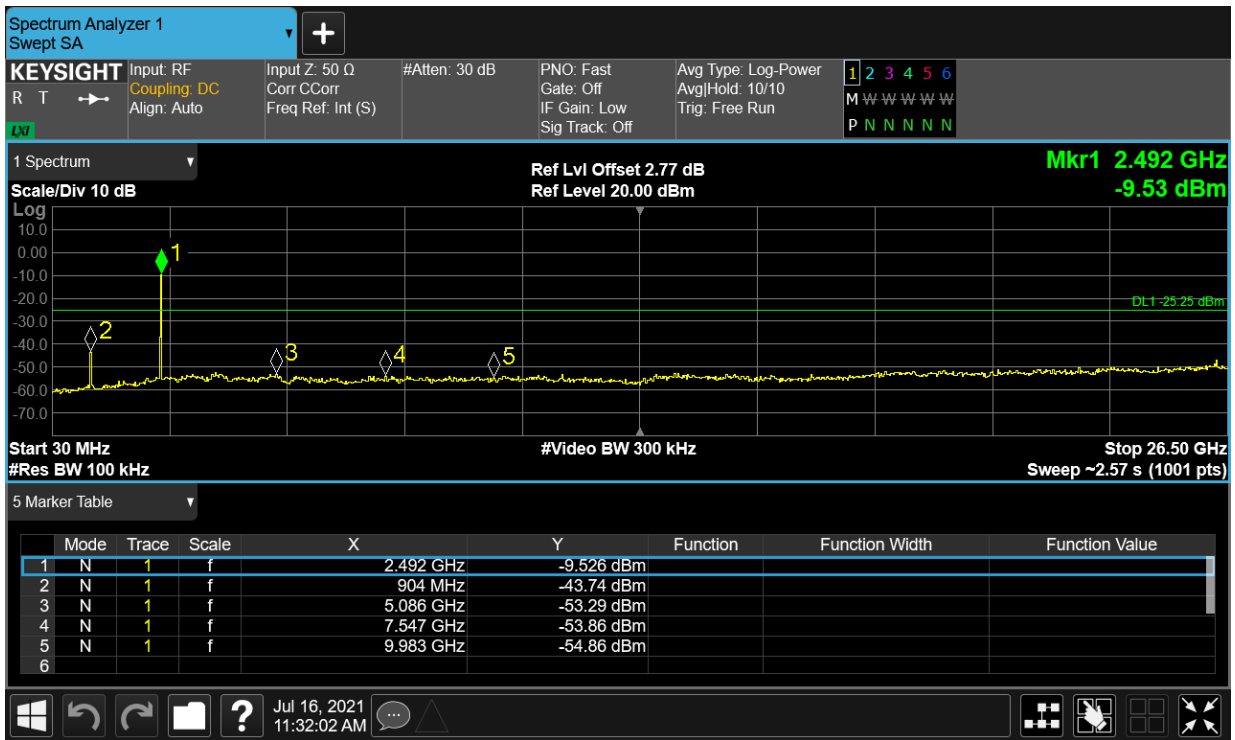 Spectrum Analyzer 1
Swept SA
KEYSIGHT
R T
LXI
Input: RF
Coupling: DC
Align: Auto
Input Z: 50 Ω
Corr CCorr
Freq Ref: Int (S)
#Atten: 30 dB
PNO: Fast
Gate: Off
IF Gain: Low
Sig Track: Off
Avg Type: Log-Power
Avg|Hold: 10/10
Trig: Free Run
1 2 3 4 5 6
M W W W W W
P N N N N N
1 Spectrum
Scale/Div 10 dB
Ref Lvl Offset 2.77 dB
Ref Level 20.00 dBm
Mkr1 2.492 GHz
-9.53 dBm
Log
10.0
0.00
-10.0
-20.0
-30.0
-40.0
-50.0
-60.0
-70.0
1
2
3
4
5
DL1 -25.25 dBm
Start 30 MHz
#Video BW 300 kHz
Stop 26.50 GHz
#Res BW 100 kHz
Sweep ~2.57 s (1001 pts)
5 Marker Table
Mode Trace Scale X Y Function Function Width Function Value
1 N 1 f 2.492 GHz -9.526 dBm
2 N 1 f 904 MHz -43.74 dBm
3 N 1 f 5.086 GHz -53.29 dBm
4 N 1 f 7.547 GHz -53.86 dBm
5 N 1 f 9.983 GHz -54.86 dBm
6
?
Jul 16, 2021
11:32:02 AM